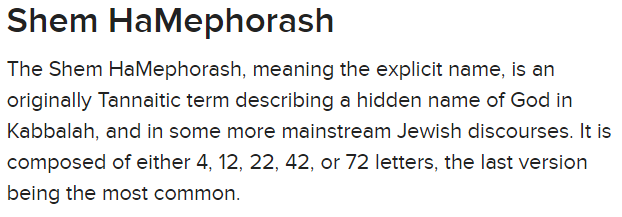 Shem HaMephorash
The Shem HaMephorash, meaning the explicit name, is an
originally Tannaitic term describing a hidden name of God in
Kabbalah, and in some more mainstream Jewish discourses. It is
composed of either 4, 12, 22, 42, or 72 letters, the last version
being the most common.